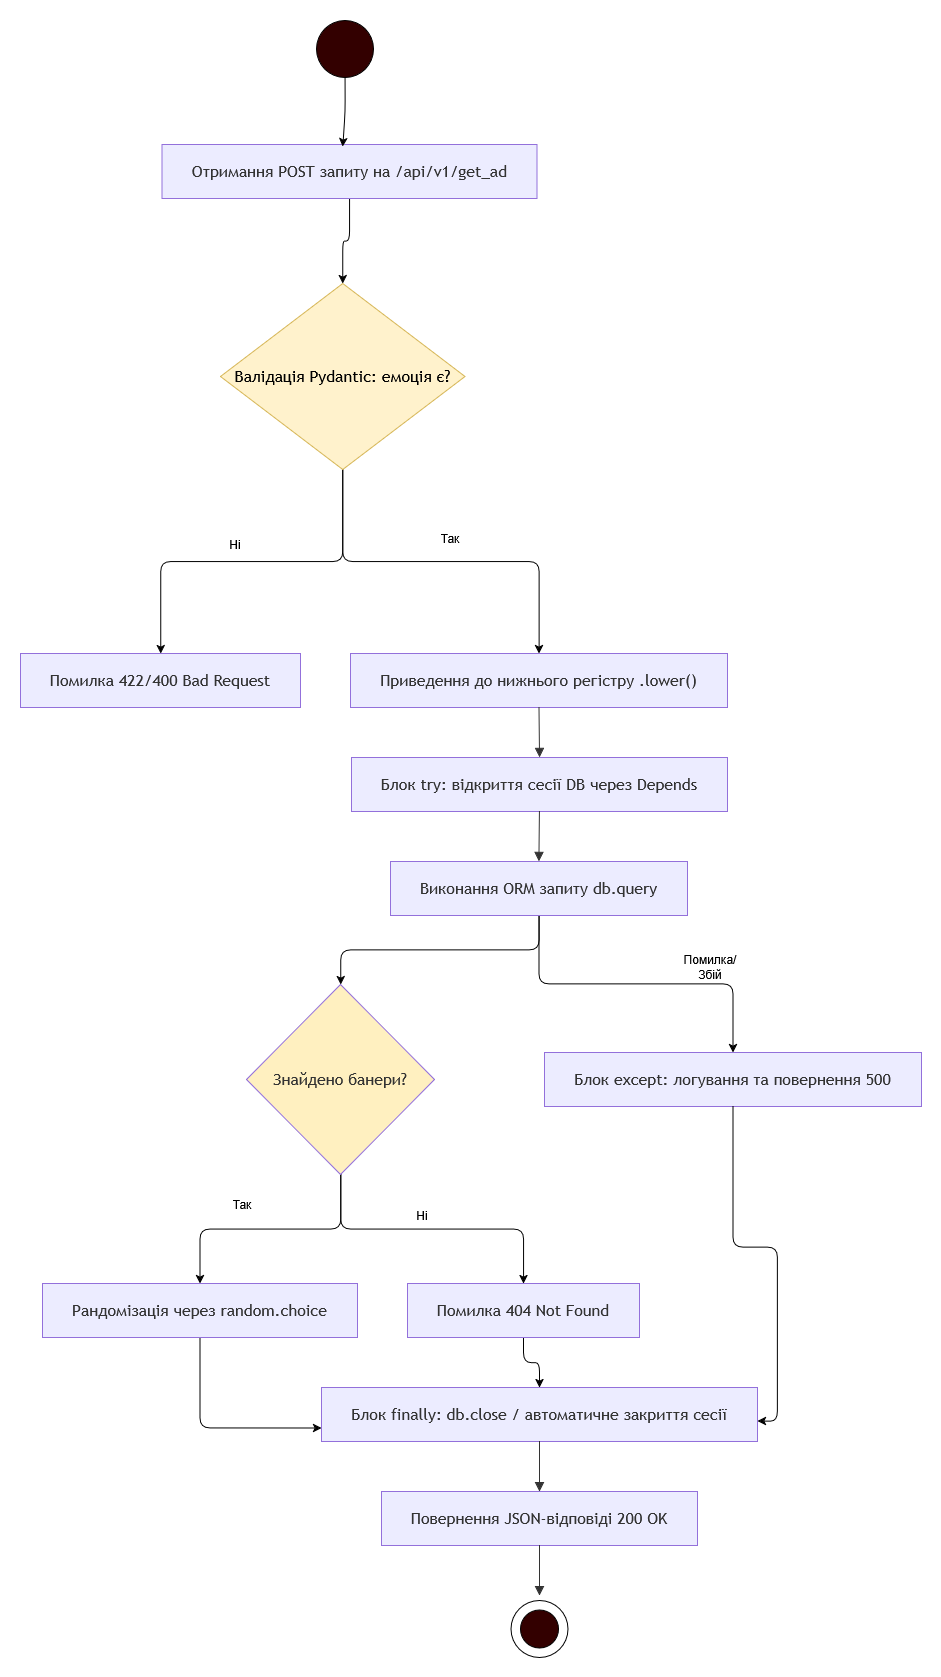 Отримання POST запиту на /api/v1/get_ad
Валідація Pydantic: емоція є?
Ні
Так
Помилка 422/400 Bad Request
Приведення до нижнього регістру .lower()
Блок try: відкриття сесії DB через Depends
Виконання ORM запиту db.query
Помилка/
Збій
Знайдено банери?
Блок except: логування та повернення 500
Так
Ні
Рандомізація через random.choice
Помилка 404 Not Found
Блок finally: db.close / автоматичне закриття сесії
Повернення JSON-відповіді 200 OK